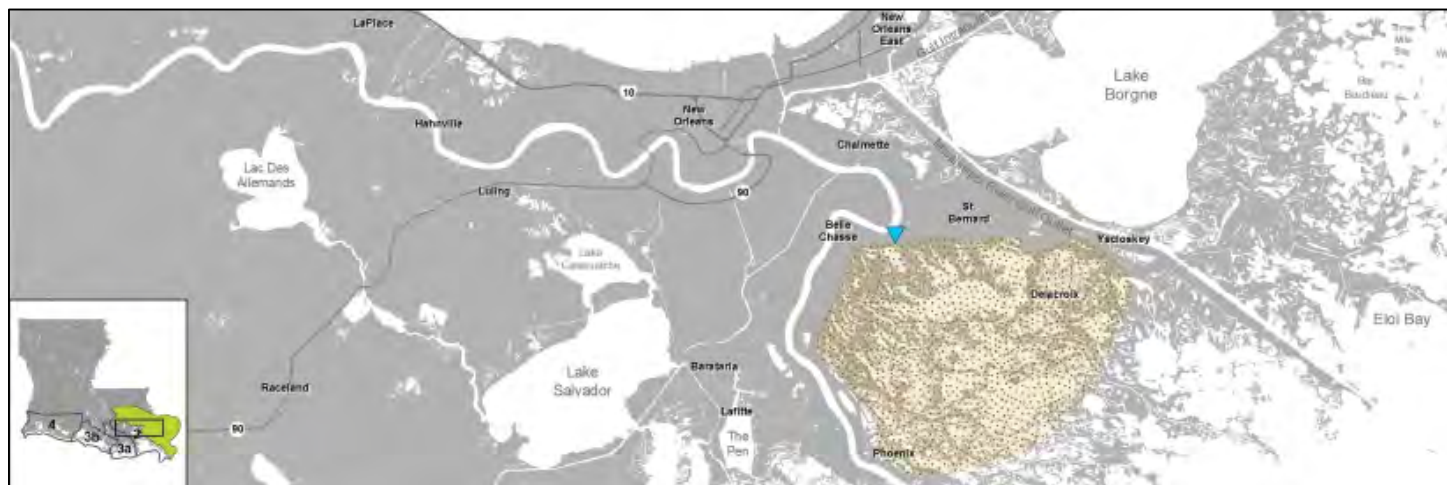 LaPlace
New
Orleans
East
Lake
Borgne
10
New
Orleans
Hahnville
Chalmette
Lac Des
Allemands
Luling
90
St.
Bernard
Belle
Chasse
Yscloskey
Lake
Delacroix
Eloi Bay
Lake
Salvador
Barataria
Raceland
90
Lafitte
The
Pen
Phoenix
4
3b
2
3a